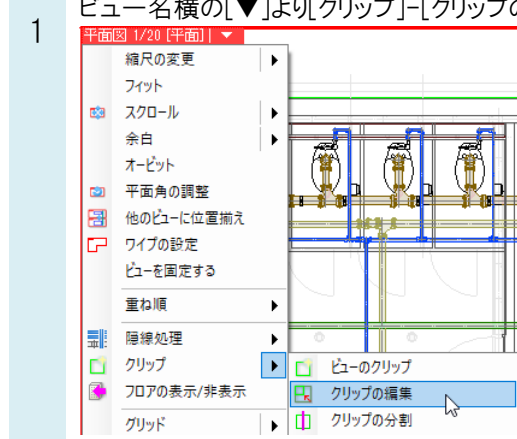 ビュー名横の[▼]より[クリップ]-[クリップの
1
平面図 1/20 [平面] | ▼
縮尺の変更
フィット
スクロール
余白
オービット
平面角の調整
他のビューに位置揃え
ワイプの設定
ビューを固定する
重ね順
隠線処理
クリップ
ビューのクリップ
フロアの表示/非表示
クリップの編集
グリッド
クリップの分割